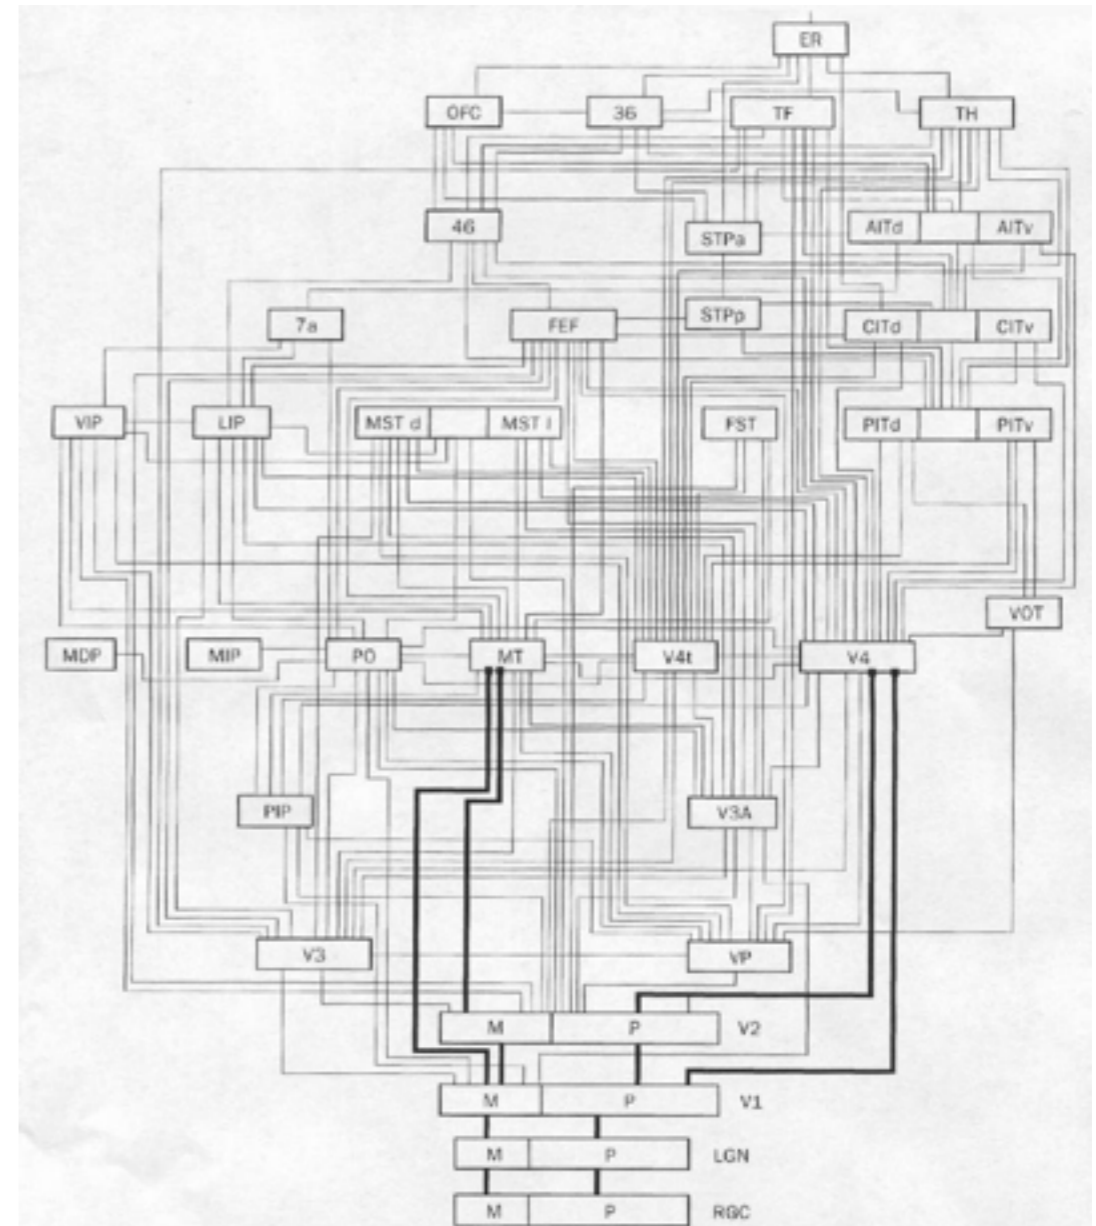 ER
OFC 36 TF TH
46 STPa AITd AITv
7a FEF STPp CITd CITv
VIP LIP MST d MST l FST PITd PITv
VOT
MDP MIP PO MT V4t V4
PIP V3A
V3 VP
M P V2
M P V1
M P LGN
M P RGC